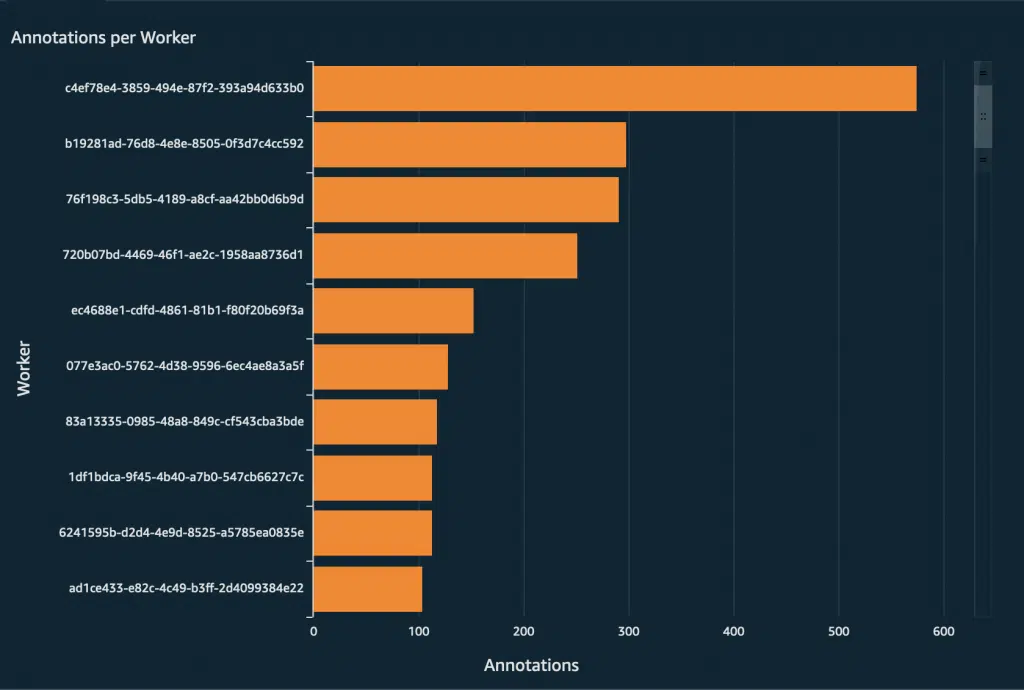 Annotations per Worker
c4ef78e4-3859-494e-87f2-393a94d633b0
b19281ad-76d8-4e8e-8505-0f3d7c4cc592
76f198c3-5db5-4189-a8cf-aa42bb0d6b9d
720b07bd-4469-46f1-ae2c-1958aa8736d1
ec4688e1-cdfd-4861-81b1-f80f20b69f3a
Worker
077e3ac0-5762-4d38-9596-6ec4ae8a3a5f
83a13335-0985-48a8-849c-cf543cba3bde
1df1bdca-9f45-4b40-a7b0-547cb6627c7c
6241595b-d2d4-4e9d-8525-a5785ea0835e
ad1ce433-e82c-4c49-b3ff-2d4099384e22
0 100 200 300 400 500 600
Annotations